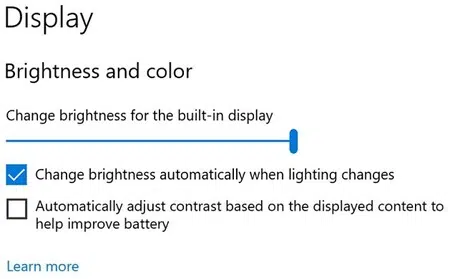 Display
Brightness and color
Change brightness for the built-in display
Change brightness automatically when lighting changes
Automatically adjust contrast based on the displayed content to
help improve battery
Learn more